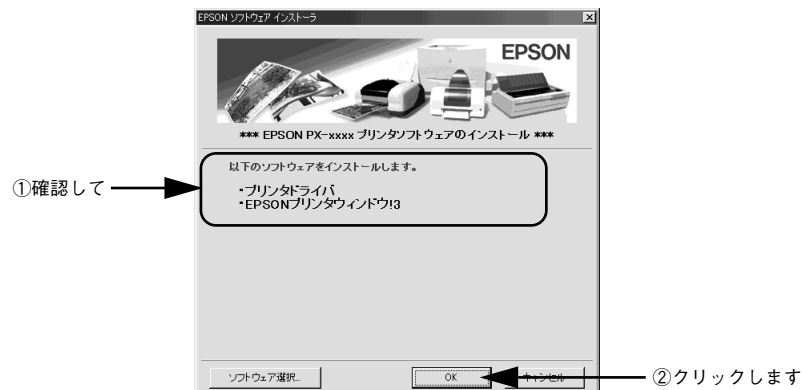 EPSON ソフトウェア インストーラ
EPSON
*** EPSON PX-xxxx プリンタソフトウェアのインストール ***
以下のソフトウェアをインストールします。
①確認して
・プリンタドライバ
・EPSONプリンタウィンドウ!3
ソフトウェア選択...
OK
キャンセル
②クリックします